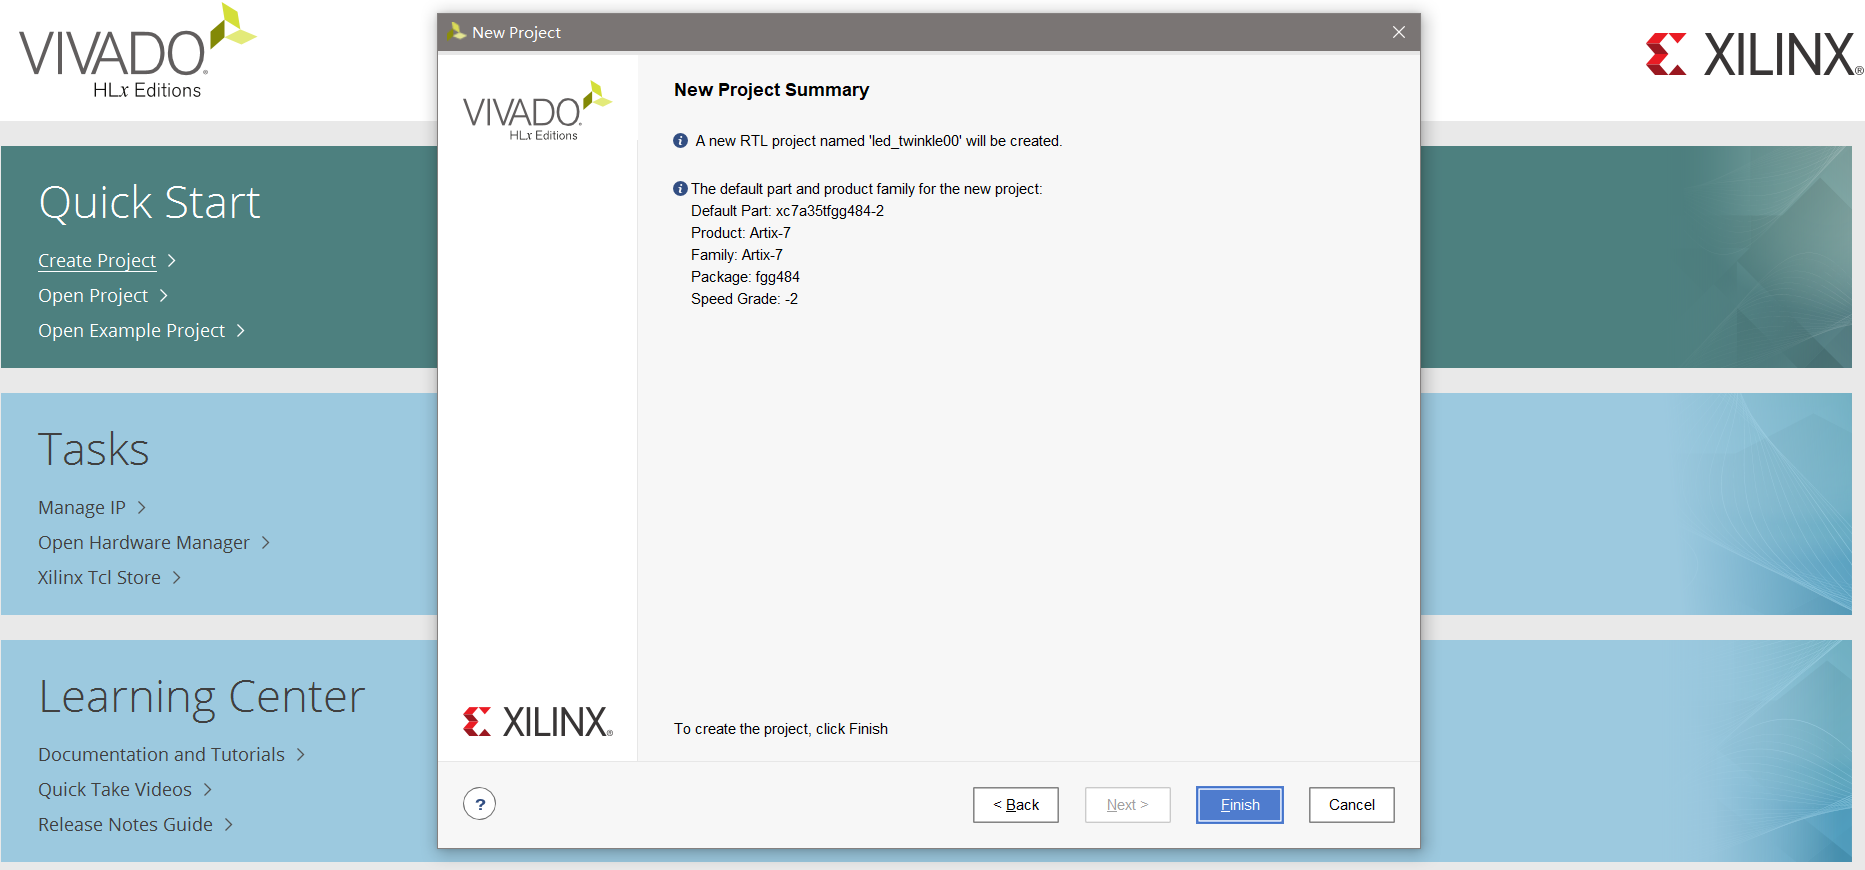 VIVADO®
HLx Editions
XILINX®
Quick Start
Create Project
Open Project
Open Example Project
Tasks
Manage IP
Open Hardware Manager
Xilinx Tcl Store
Learning Center
Documentation and Tutorials
Quick Take Videos
Release Notes Guide
New Project
VIVADO®
HLx Editions
XILINX®
New Project Summary
A new RTL project named 'led_twinkle00' will be created.
The default part and product family for the new project:
Default Part: xc7a35tfgg484-2
Product: Artix-7
Family: Artix-7
Package: fgg484
Speed Grade: -2
To create the project, click Finish
?
< Back
Next >
Finish
Cancel